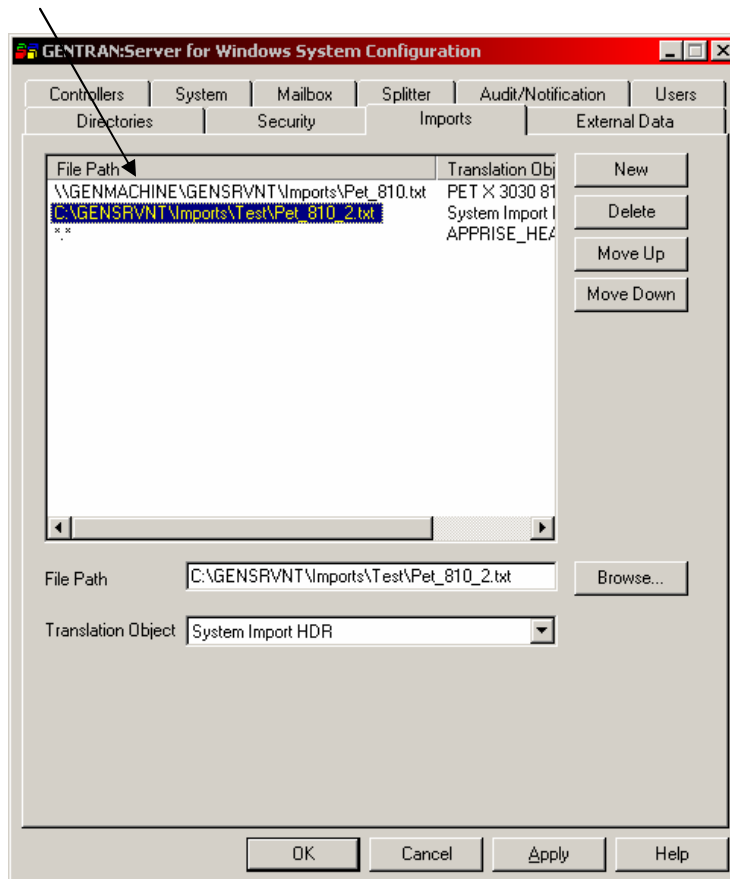 GENTRAN:Server for Windows System Configuration
Controllers System Mailbox Splitter Audit/Notification Users
Directories Security Imports External Data
File Path Translation Obj New
\\GENMACHINE\GENSRVNT\Imports\Pet_810.txt PET X 3030 81
C:\GENSRVNT\Imports\Test\Pet_810_2.txt System Import Delete
*.* APPRISE_HEA
Move Up
Move Down
File Path C:\GENSRVNT\Imports\Test\Pet_810_2.txt Browse...
Translation Object System Import HDR
OK Cancel Apply Help